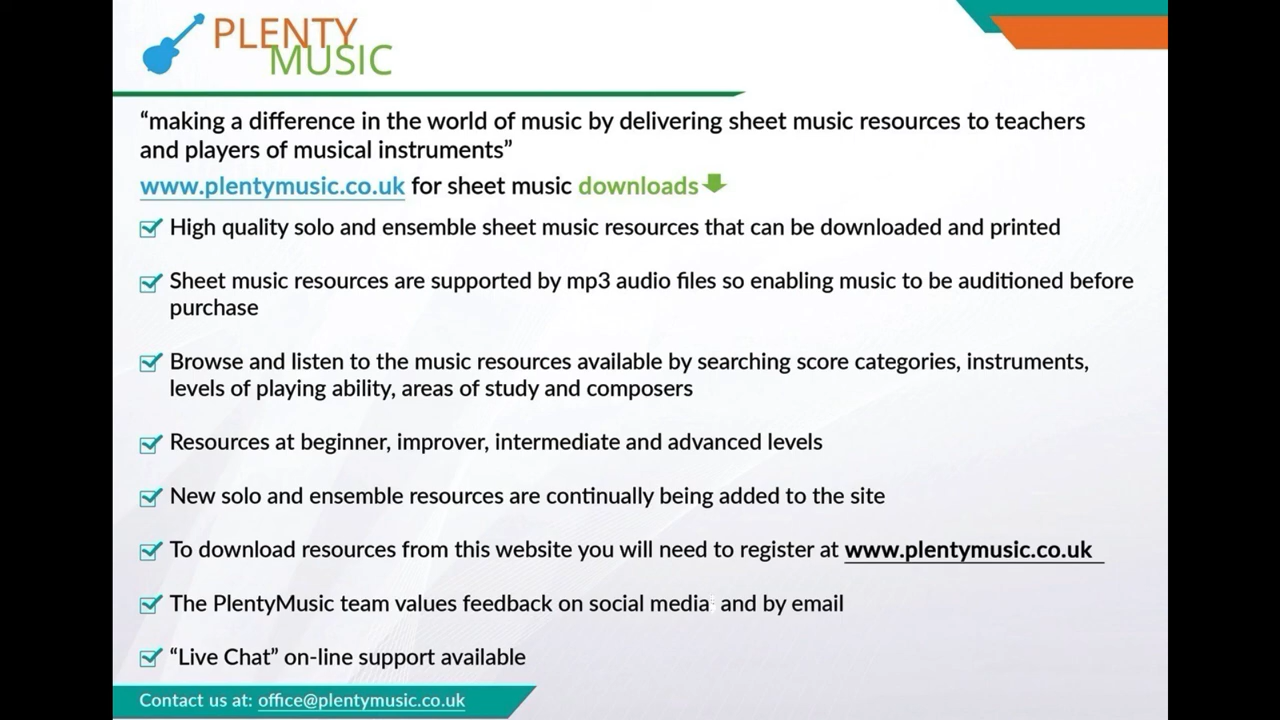 PLENTY
MUSIC
“making a difference in the world of music by delivering sheet music resources to teachers
and players of musical instruments”
www.plentymusic.co.uk for sheet music downloads
High quality solo and ensemble sheet music resources that can be downloaded and printed
Sheet music resources are supported by mp3 audio files so enabling music to be auditioned before
purchase
Browse and listen to the music resources available by searching score categories, instruments,
levels of playing ability, areas of study and composers
Resources at beginner, improver, intermediate and advanced levels
New solo and ensemble resources are continually being added to the site
To download resources from this website you will need to register at www.plentymusic.co.uk
The PlentyMusic team values feedback on social media and by email
“Live Chat” on-line support available
Contact us at: office@plentymusic.co.uk